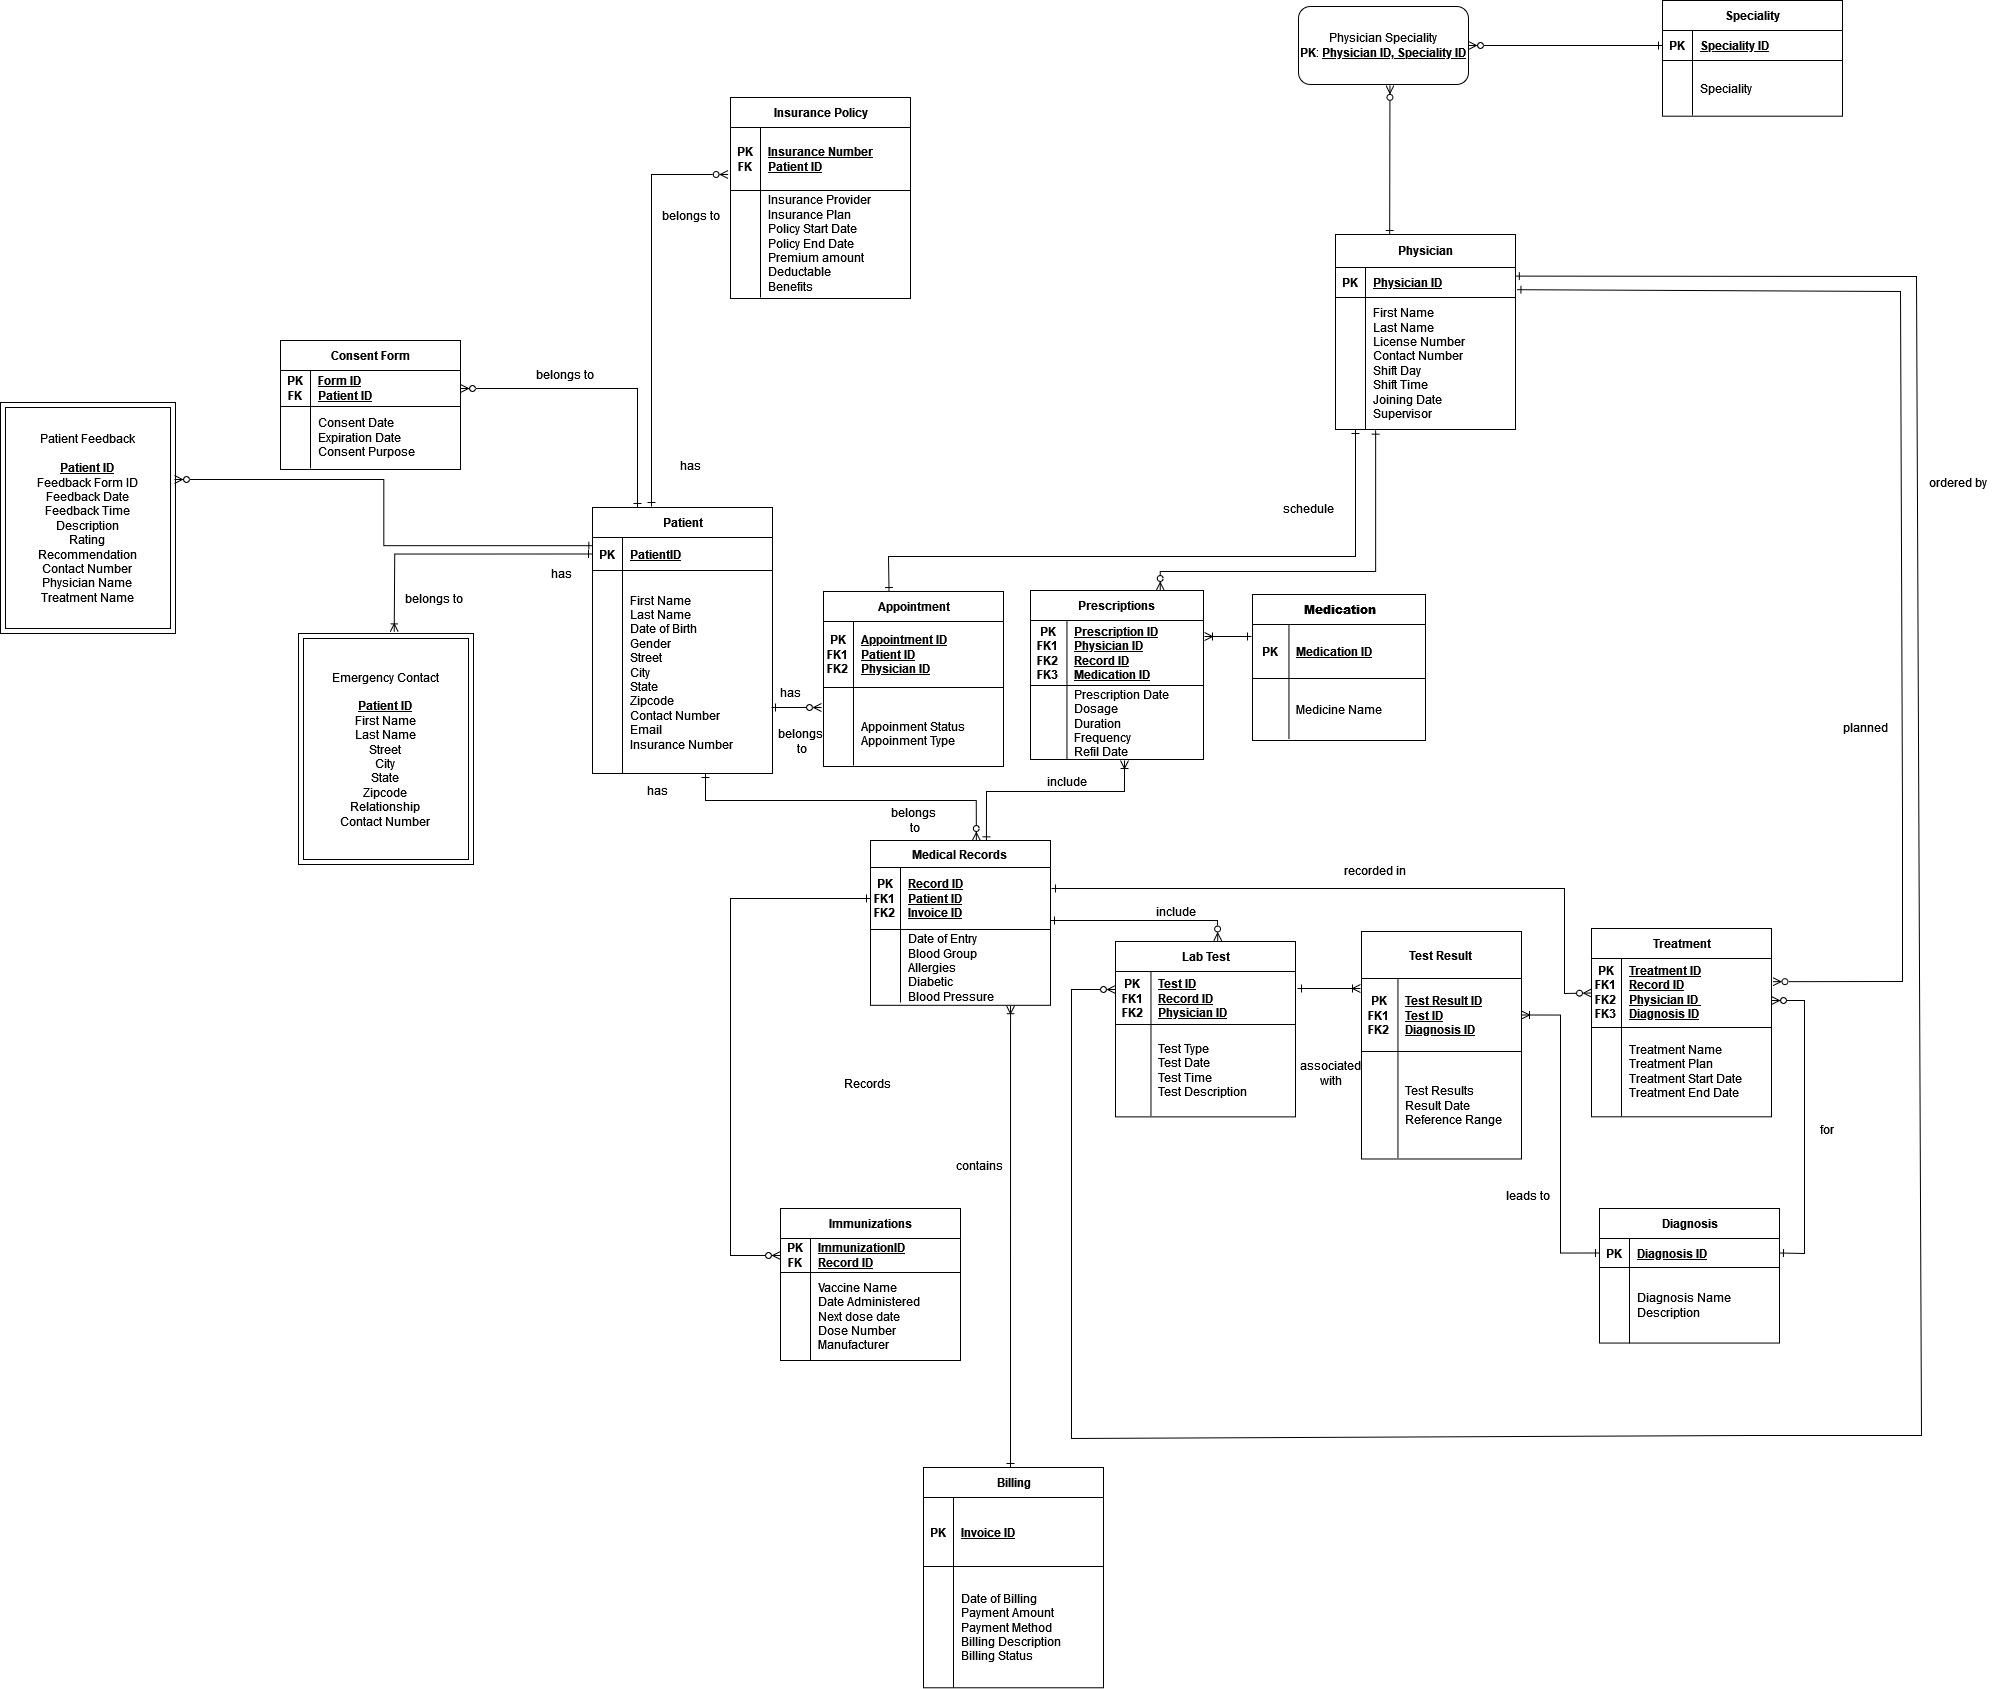 Speciality
PK Speciality ID
Speciality
Physician Speciality
PK: Physician ID, Speciality ID
Insurance Policy
PK Insurance Number
FK Patient ID
Insurance Provider
Insurance Plan
Policy Start Date
Policy End Date
Premium amount
Deductable
Benefits
belongs to
Physician
PK Physician ID
First Name
Last Name
License Number
Contact Number
Shift Day
Shift Time
Joining Date
Supervisor
Consent Form
PK Form ID
FK Patient ID
Consent Date
Expiration Date
Consent Purpose
belongs to
has
Patient Feedback
Patient ID
Feedback Form ID
Feedback Date
Feedback Time
Description
Rating
Recommendation
Contact Number
Physician Name
Treatment Name
has
belongs to
Emergency Contact
Patient ID
First Name
Last Name
Street
City
State
Zipcode
Relationship
Contact Number
Patient
PK PatientID
First Name
Last Name
Date of Birth
Gender
Street
City
State
Zipcode
Contact Number
Email
Insurance Number
has
belongs
to
schedule
ordered by
planned
Appointment
PK Appointment ID
FK1 Patient ID
FK2 Physician ID
Appoinment Status
Appoinment Type
Prescriptions
PK Prescription ID
FK1 Physician ID
FK2 Record ID
FK3 Medication ID
Prescription Date
Dosage
Duration
Frequency
Refil Date
Medication
PK Medication ID
Medicine Name
include
has
belongs
to
Medical Records
PK Record ID
FK1 Patient ID
FK2 Invoice ID
Date of Entry
Blood Group
Allergies
Diabetic
Blood Pressure
recorded in
include
Lab Test
PK Test ID
FK1 Record ID
FK2 Physician ID
Test Type
Test Date
Test Time
Test Description
associated
with
Test Result
PK Test Result ID
FK1 Test ID
FK2 Diagnosis ID
Test Results
Result Date
Reference Range
Treatment
PK Treatment ID
FK1 Record ID
FK2 Physician ID
FK3 Diagnosis ID
Treatment Name
Treatment Plan
Treatment Start Date
Treatment End Date
for
leads to
Records
contains
Immunizations
PK ImmunizationID
FK Record ID
Vaccine Name
Date Administered
Next dose date
Dose Number
Manufacturer
Diagnosis
PK Diagnosis ID
Diagnosis Name
Description
Billing
PK Invoice ID
Date of Billing
Payment Amount
Payment Method
Billing Description
Billing Status